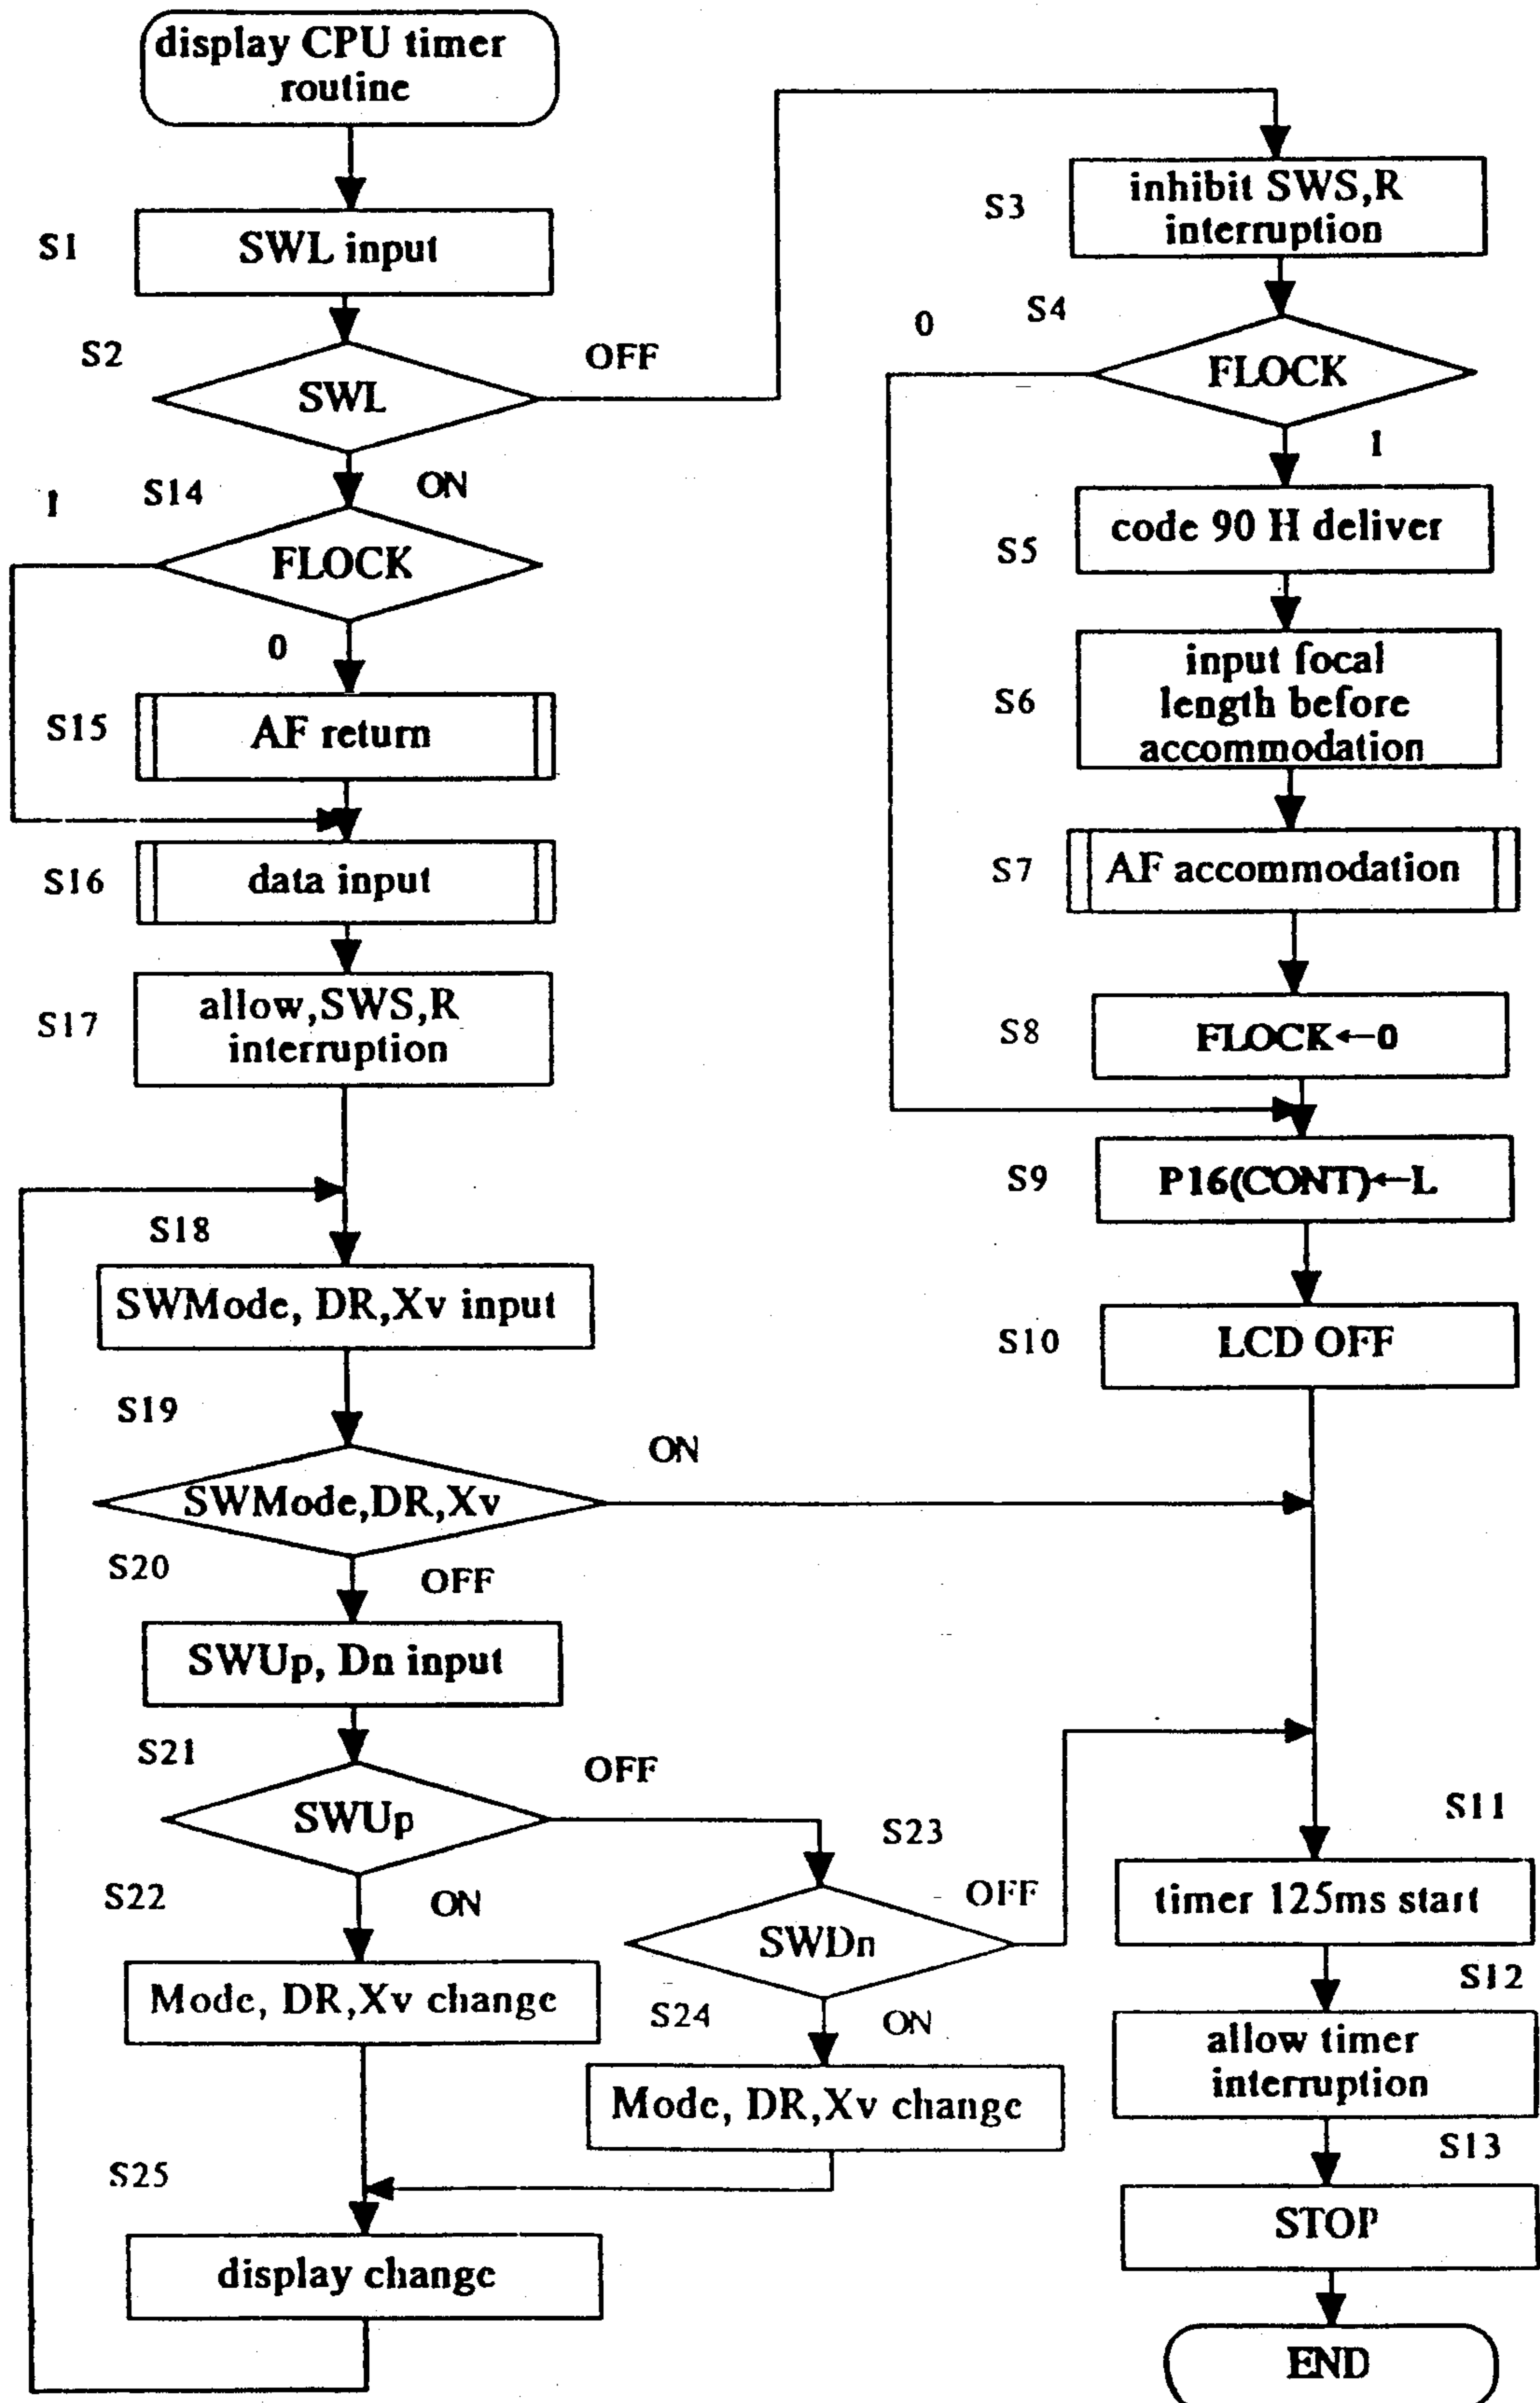 display CPU timer
routine
S1
SWL input
S2
SWL
OFF
ON
S14
1
FLOCK
0
S15
AF return
S16
data input
S17
allow,SWS,R
interruption
S18
SWMode, DR,Xv input
S19
SWMode,DR,Xv
ON
S20
OFF
SWUp, Dn input
S21
SWUp
OFF
S22
ON
Mode, DR,Xv change
S23
SWDn
OFF
S24
ON
Mode, DR,Xv change
S25
display change
S3
inhibit SWS,R
interruption
S4
0
FLOCK
1
S5
code 90 H deliver
S6
input focal
length before
accommodation
S7
AF accommodation
S8
FLOCK←0
S9
P16(CONT)←L
S10
LCD OFF
S11
timer 125ms start
S12
allow timer
interruption
S13
STOP
END